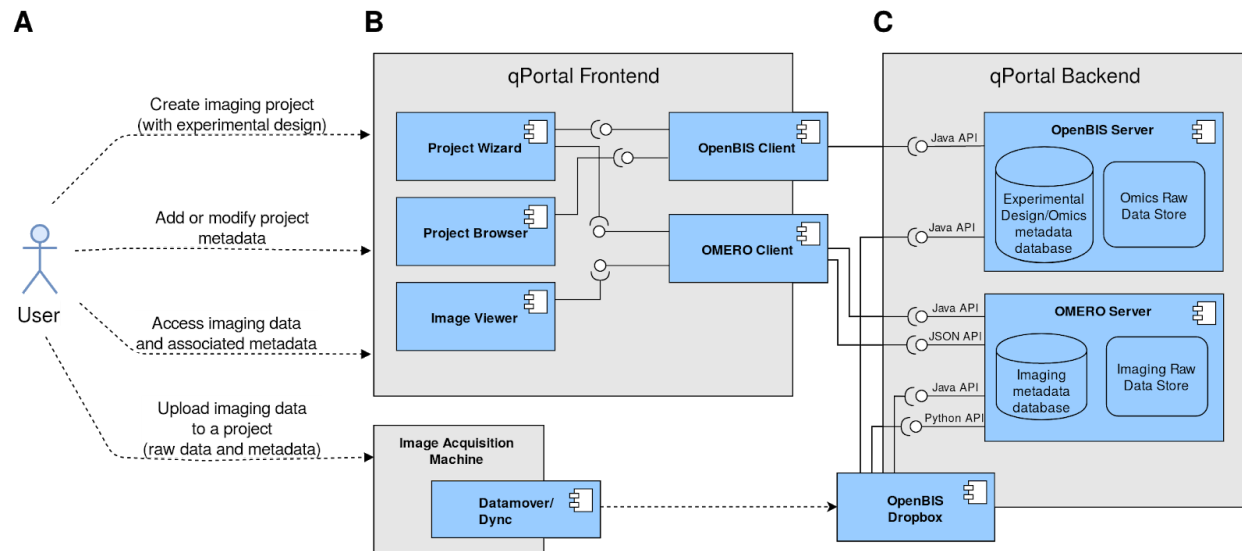 A
B
C
User
Create imaging project
(with experimental design)
Add or modify project
metadata
Access imaging data
and associated metadata
Upload imaging data
to a project
(raw data and metadata)
qPortal Frontend
Project Wizard
Project Browser
Image Viewer
OpenBIS Client
OMERO Client
Image Acquisition
Machine
Datamover/
Dync
qPortal Backend
Java API
OpenBIS Server
Experimental
Design/Omics
metadata
database
Omics Raw
Data Store
Java API
Java API
OMERO Server
JSON API
Imaging
metadata
database
Imaging Raw
Data Store
Java API
Python API
OpenBIS
Dropbox